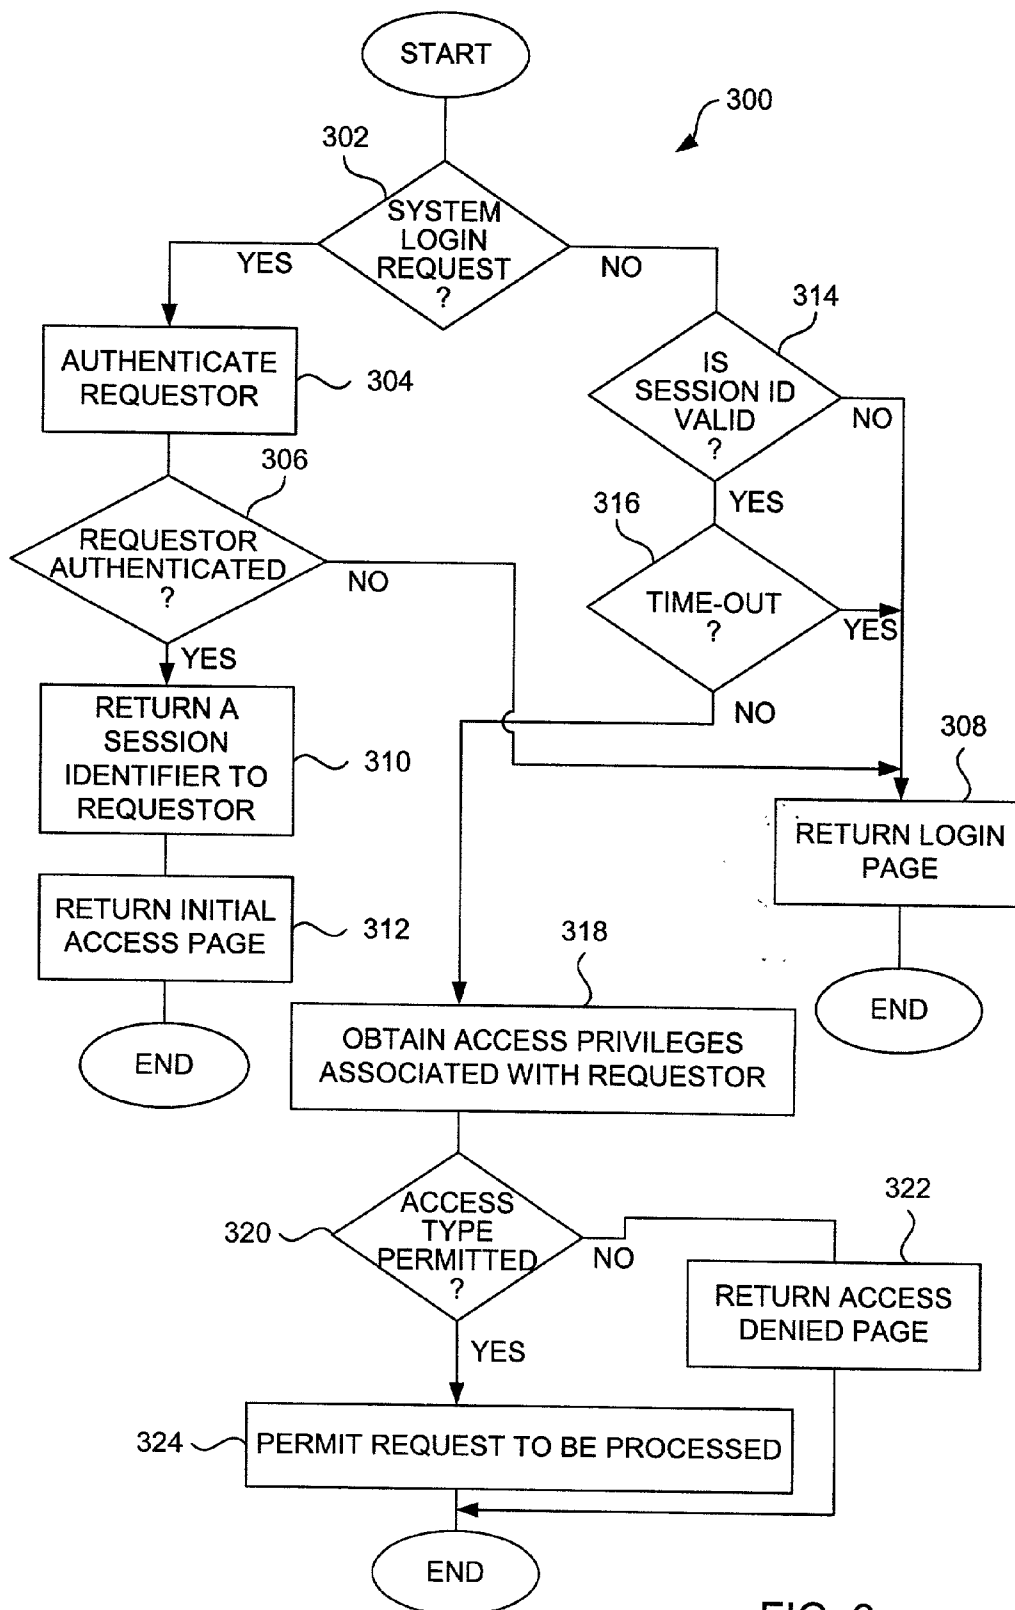 START
300
302
SYSTEM
LOGIN
REQUEST
?
YES
NO
314
IS
SESSION ID
VALID
?
NO
YES
AUTHENTICATE
REQUESTOR
304
306
REQUESTOR
AUTHENTICATED
?
NO
YES
316
TIME-OUT
?
YES
NO
RETURN A
SESSION
IDENTIFIER TO
REQUESTOR
310
308
RETURN LOGIN
PAGE
END
RETURN INITIAL
ACCESS PAGE
312
END
318
OBTAIN ACCESS PRIVILEGES
ASSOCIATED WITH REQUESTOR
320
ACCESS
TYPE
PERMITTED
?
NO
YES
322
RETURN ACCESS
DENIED PAGE
324
PERMIT REQUEST TO BE PROCESSED
END
FIG.